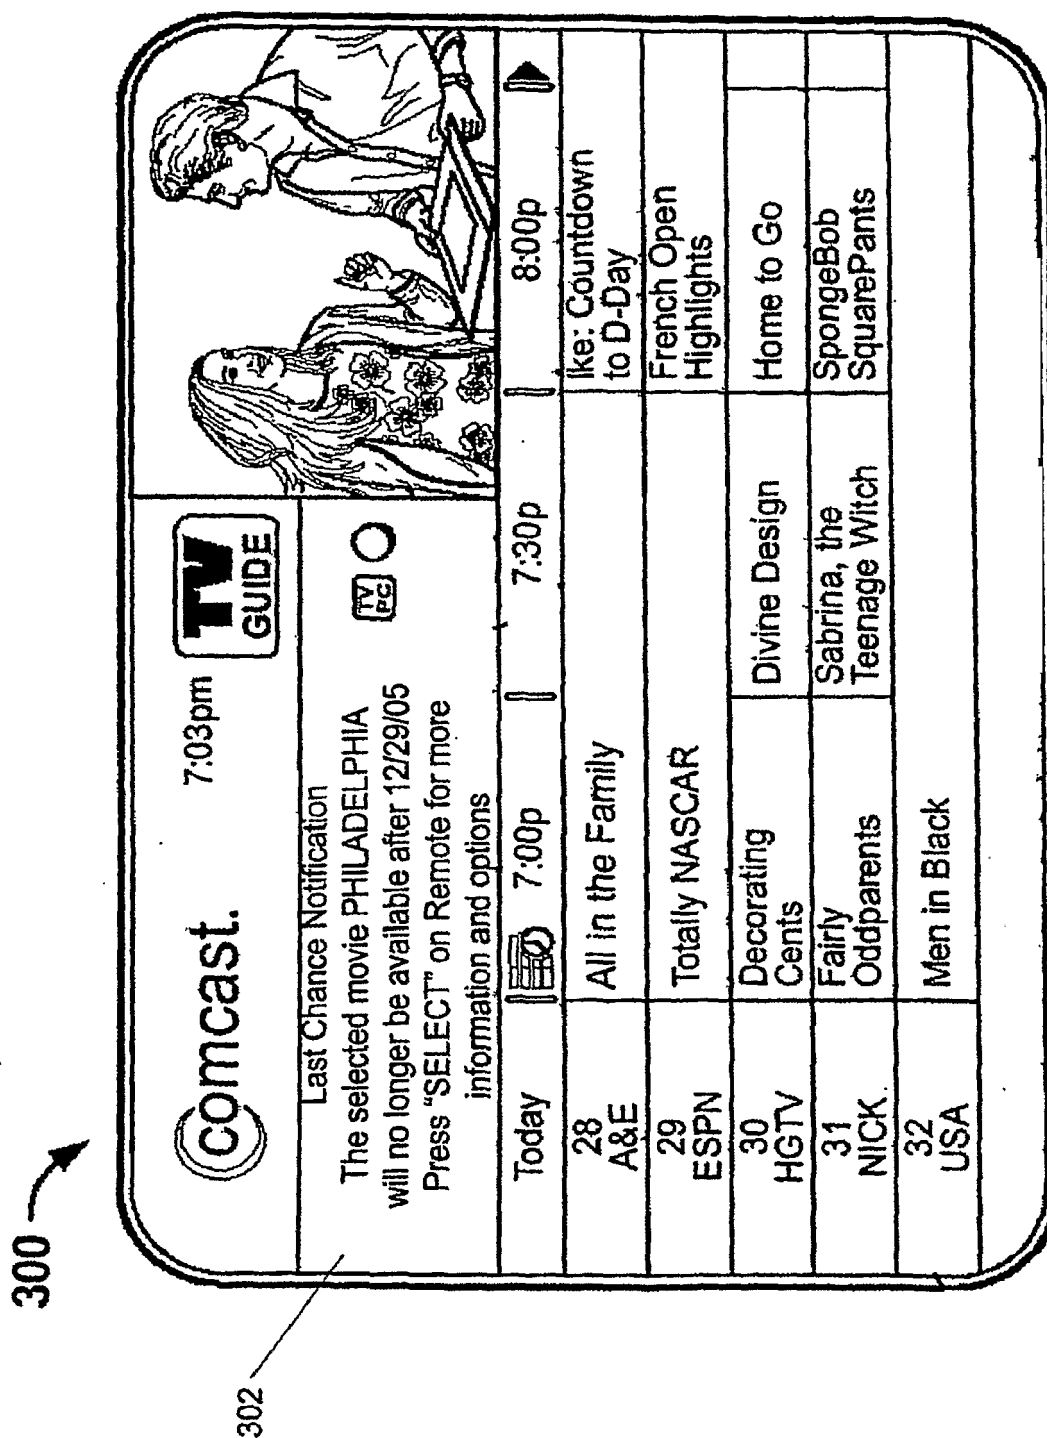 300
302
comcast.
7:03pm
TV
GUIDE
Last Chance Notification
The selected movie PHILADELPHIA
will no longer be available after 12/29/05
Press “SELECT” on Remote for more
information and options
TV
PC
Today 7:00p 7:30p 8:00p
28
A&E
All in the Family
Ike: Countdown
to D-Day
29
ESPN
Totally NASCAR
French Open
Highlights
30
HGTV
Decorating
Cents
Divine Design
Home to Go
31
NICK
Fairly
Oddparents
Sabrina, the
Teenage Witch
SpongeBob
SquarePants
32
USA
Men in Black